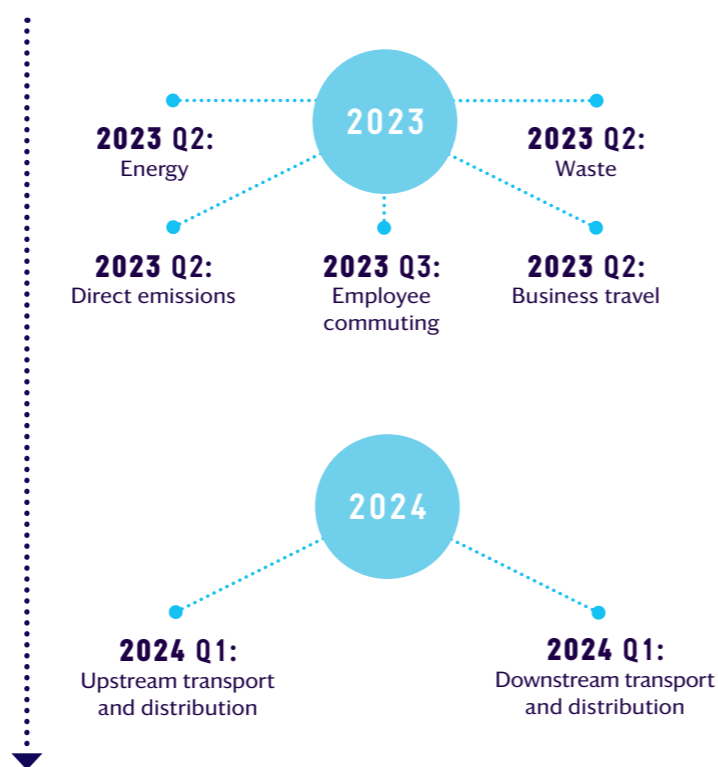 2023
2023 Q2:
Energy
2023 Q2:
Waste
2023 Q2:
Direct emissions
2023 Q3:
Employee
commuting
2023 Q2:
Business travel
2024
2024 Q1:
Upstream transport
and distribution
2024 Q1:
Downstream transport
and distribution